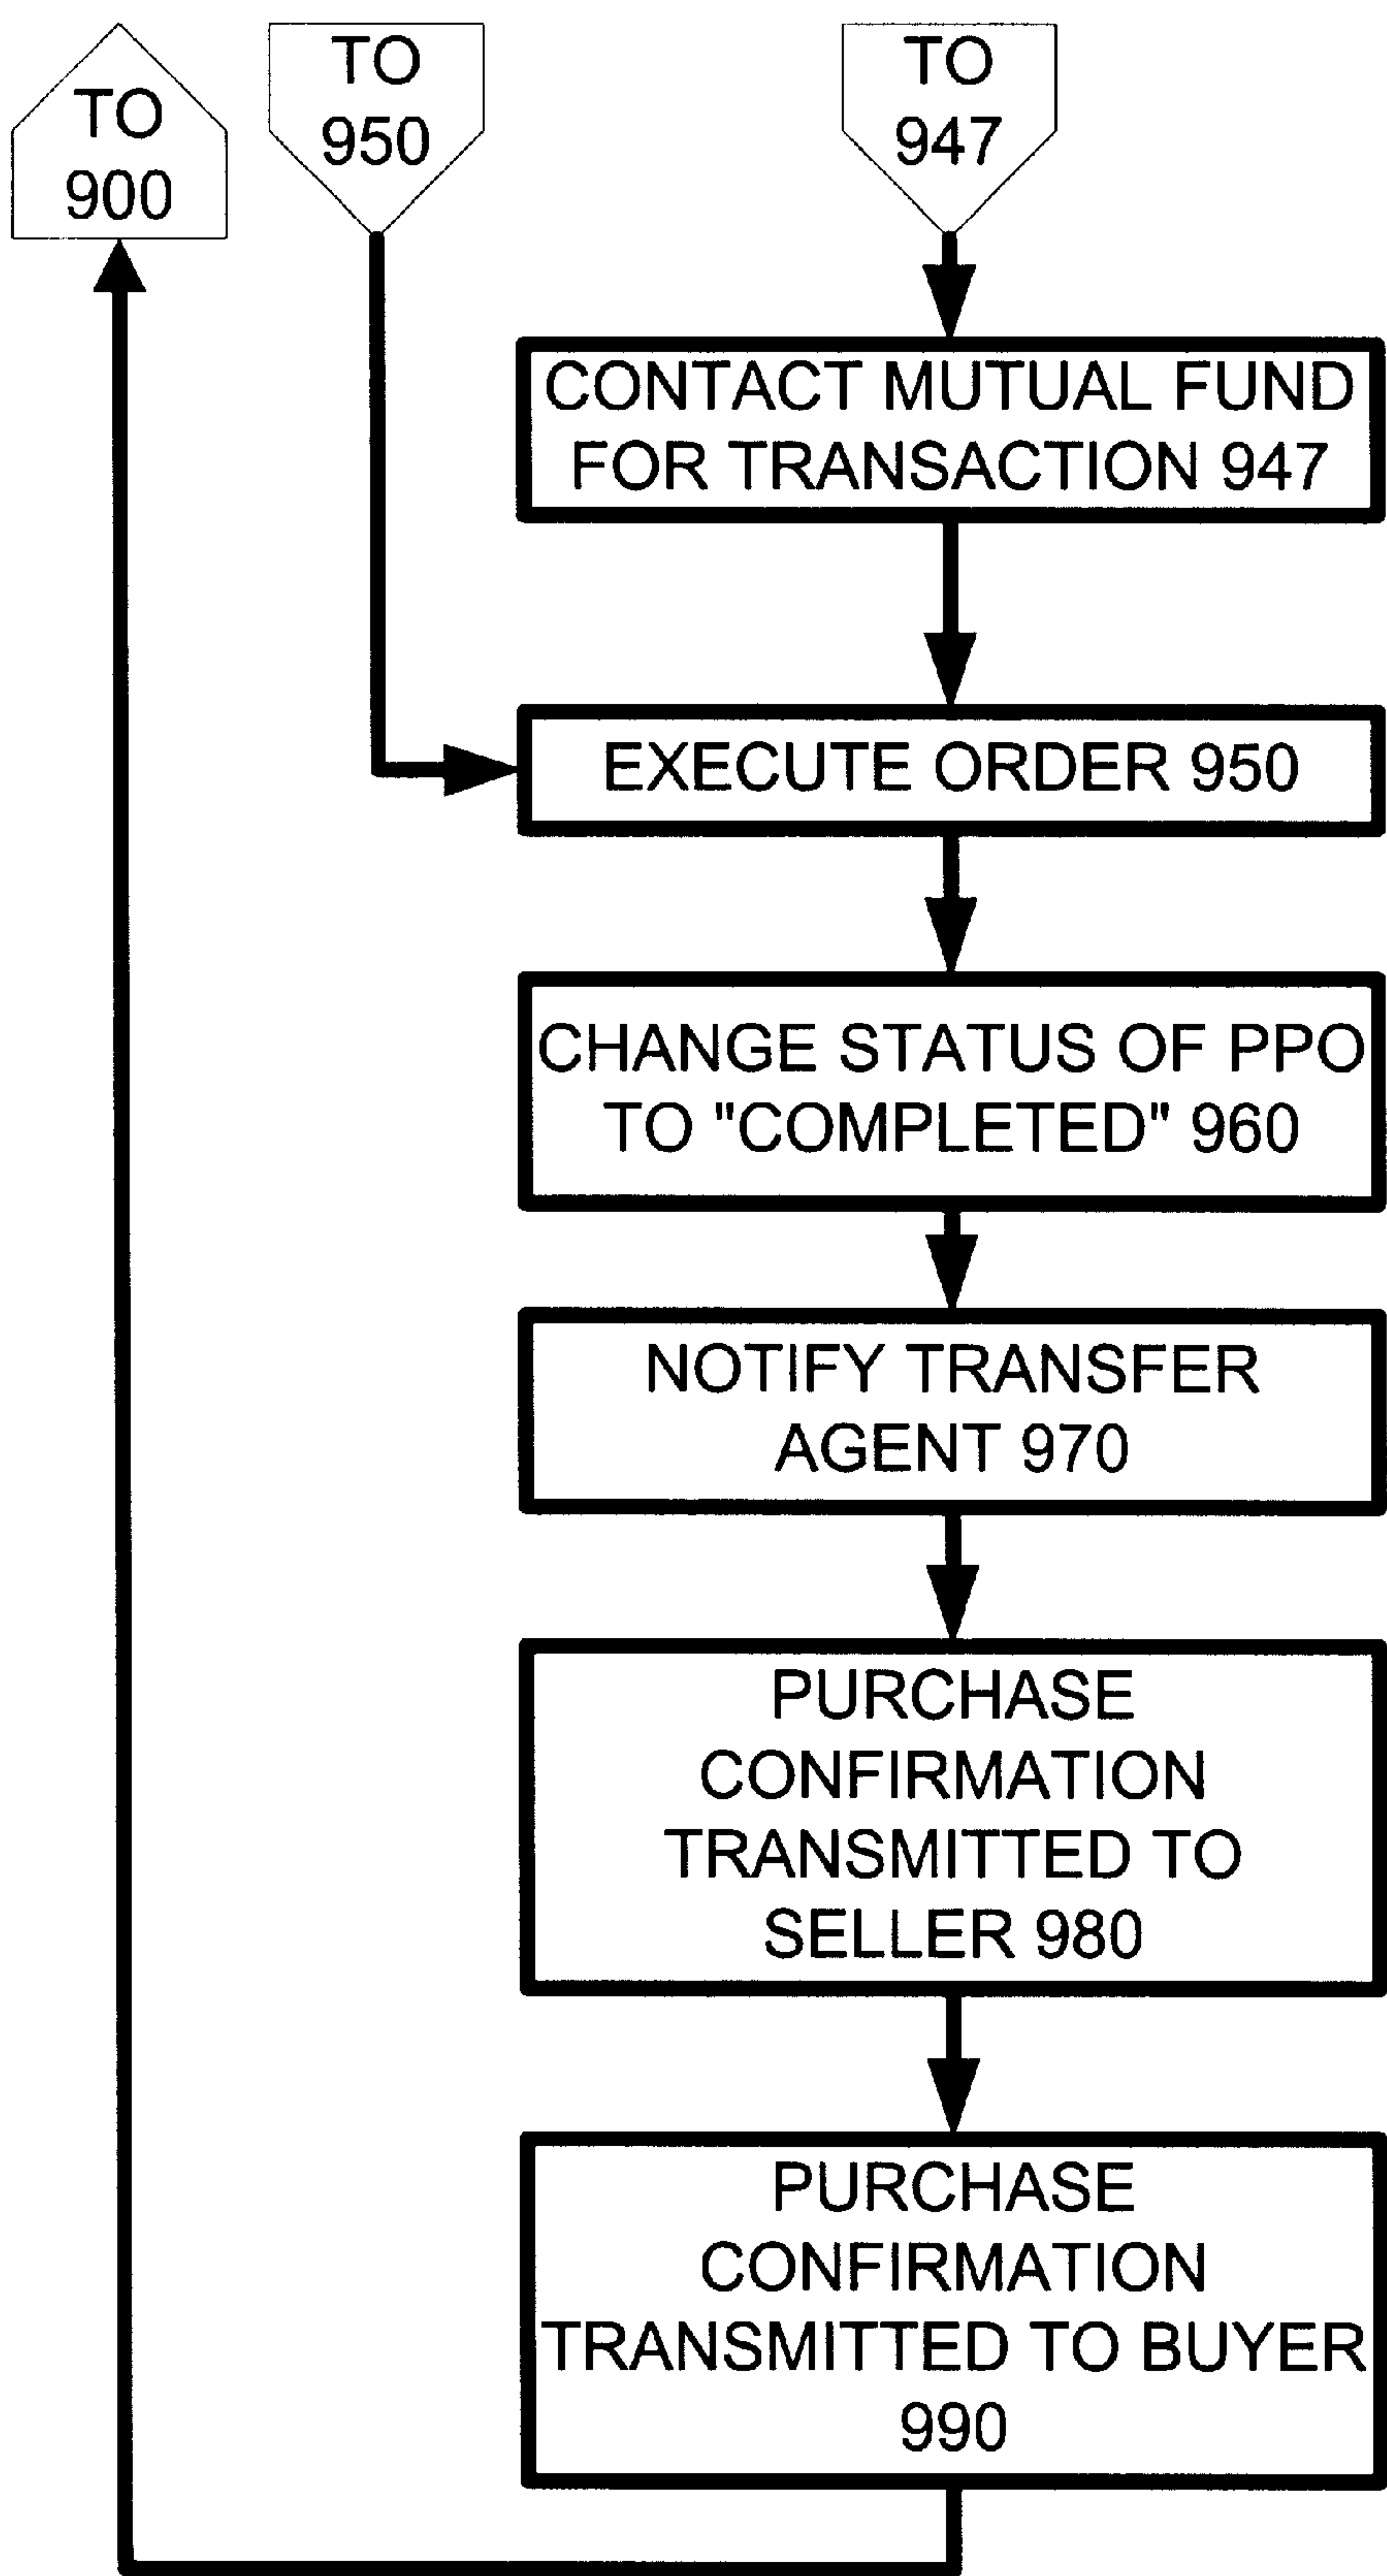 TO
900
TO
950
TO
947
CONTACT MUTUAL FUND
FOR TRANSACTION 947
EXECUTE ORDER 950
CHANGE STATUS OF PPO
TO "COMPLETED" 960
NOTIFY TRANSFER
AGENT 970
PURCHASE
CONFIRMATION
TRANSMITTED TO
SELLER 980
PURCHASE
CONFIRMATION
TRANSMITTED TO BUYER
990